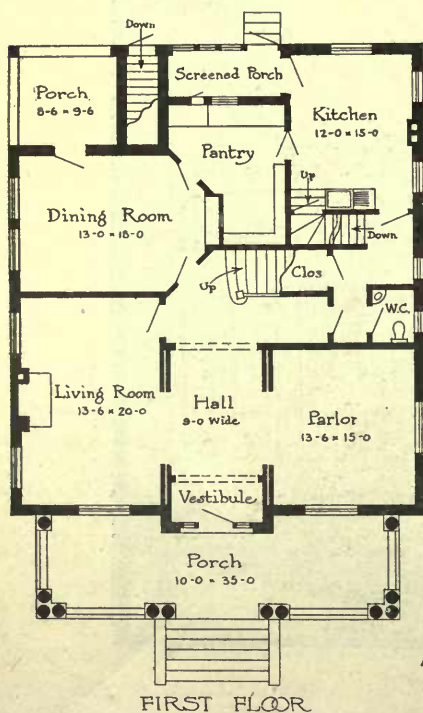 Down
Screened Porch
Porch
8-6 × 9-6
Kitchen
12-0 × 15-0
Pantry
Up
Dining Room
13-0 × 18-0
Down
Up
Clos
W.C.
Living Room
13-6 × 20-0
Hall
9-0 Wide
Parlor
13-6 × 15-0
Vestibule
Porch
10-0 × 35-0
FIRST FLOOR